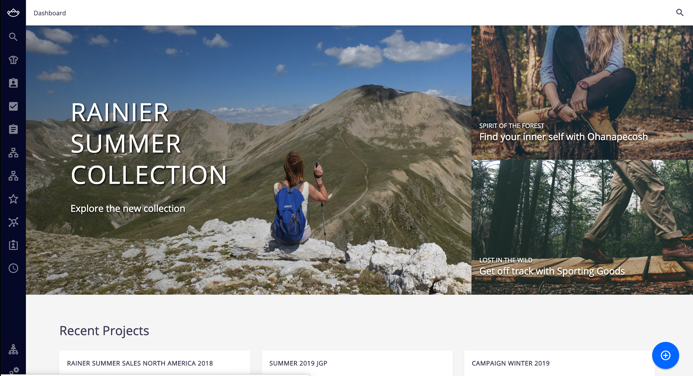 Dashboard
RAINIER
SUMMER
COLLECTION
Explore the new collection
SPIRIT OF THE FOREST
Find your inner self with Ohanapecosh
LOST IN THE WILD
Get off track with Sporting Goods
Recent Projects
RAINER SUMMER SALES NORTH AMERICA 2018
SUMMER 2019 JGP
CAMPAIGN WINTER 2019